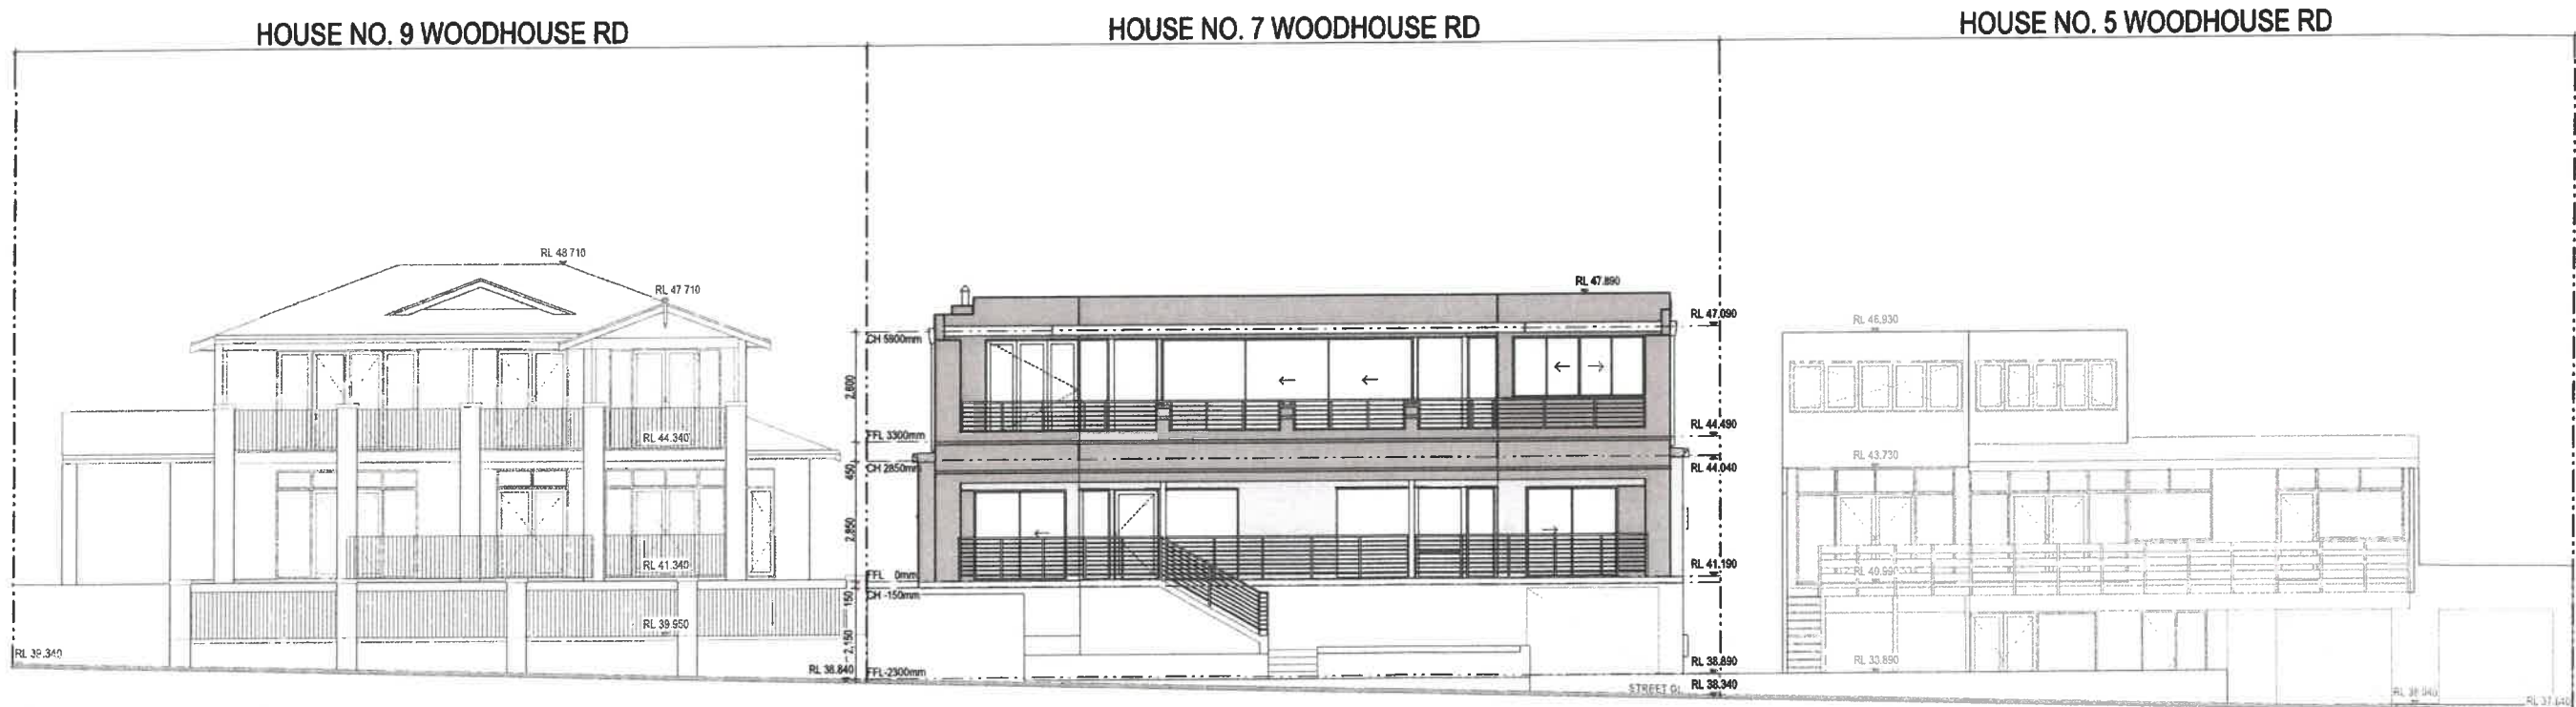 HOUSE NO. 9 WOODHOUSE RD
HOUSE NO. 7 WOODHOUSE RD
HOUSE NO. 5 WOODHOUSE RD
RL 48.710
RL 47.710
RL 44.340
RL 41.340
RL 39.950
RL 39.340
RL 38.840
2,600
450
2,850
150
2,150
CH 5900mm
FFL 3300mm
CH 2850mm
FFL 0mm
CH -150mm
FFL-2300mm
RL 47.890
RL 47.090
RL 44.490
RL 44.040
RL 41.190
RL 38.890
STREET
RL 38.340
RL 46.930
RL 43.730
RL 40.990